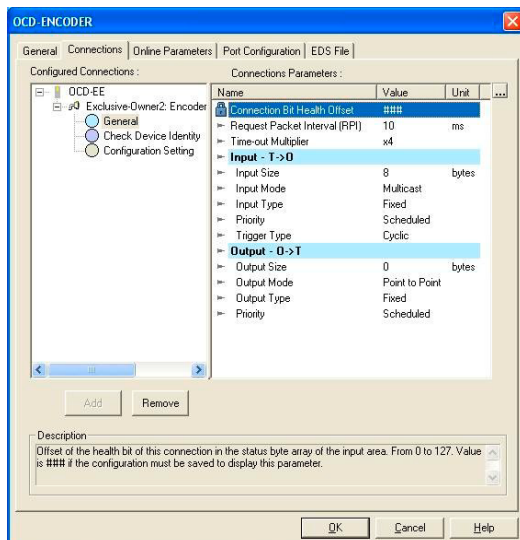 OCD-ENCODER
General Connections Online Parameters Port Configuration EDS File
Configured Connections : Connections Parameters :
OCD-EE
Exclusive-Owner2: Encoder
General
Check Device Identity
Configuration Setting
Name Value Unit ...
Connection Bit Health Offset ###
Request Packet Interval (RPI) 10 ms
Time-out Multiplier x4
Input - T->O
Input Size 8 bytes
Input Mode Multicast
Input Type Fixed
Priority Scheduled
Trigger Type Cyclic
Output - O->T
Output Size 0 bytes
Output Mode Point to Point
Output Type Fixed
Priority Scheduled
Add Remove
Description
Offset of the health bit of this connection in the status byte array of the input area. From 0 to 127. Value
is ### if the configuration must be saved to display this parameter.
OK Cancel Help